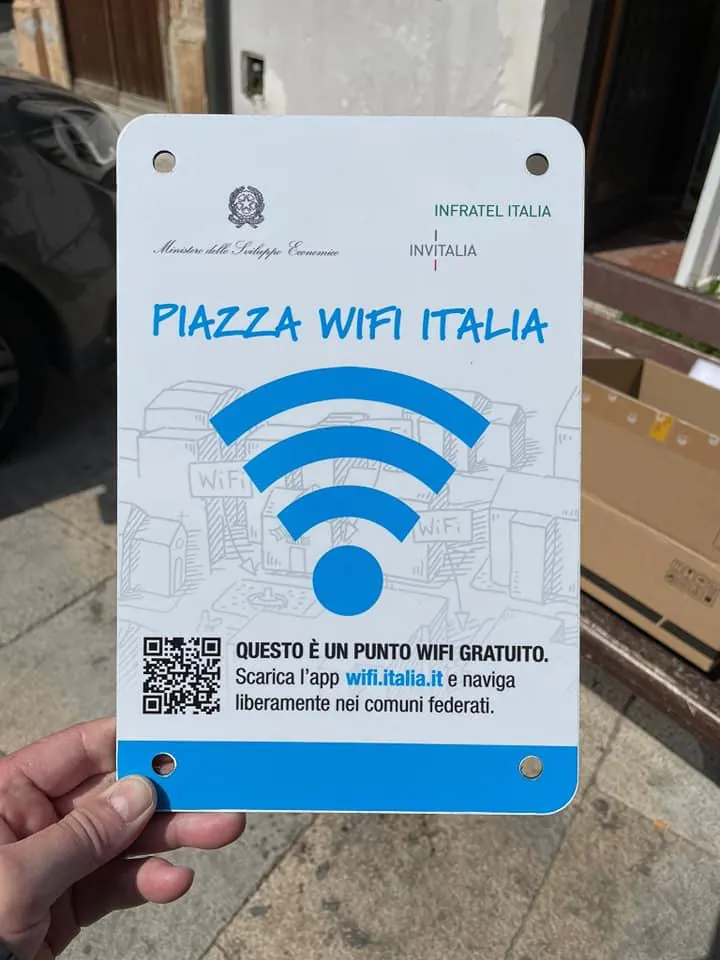 Ministero dello Sviluppo Economico
INFRATEL ITALIA
INVITALIA
PIAZZA WIFI ITALIA
WiFi
WiFi
QUESTO È UN PUNTO WIFI GRATUITO.
Scarica l'app wifi.italia.it e naviga
liberamente nei comuni federati.